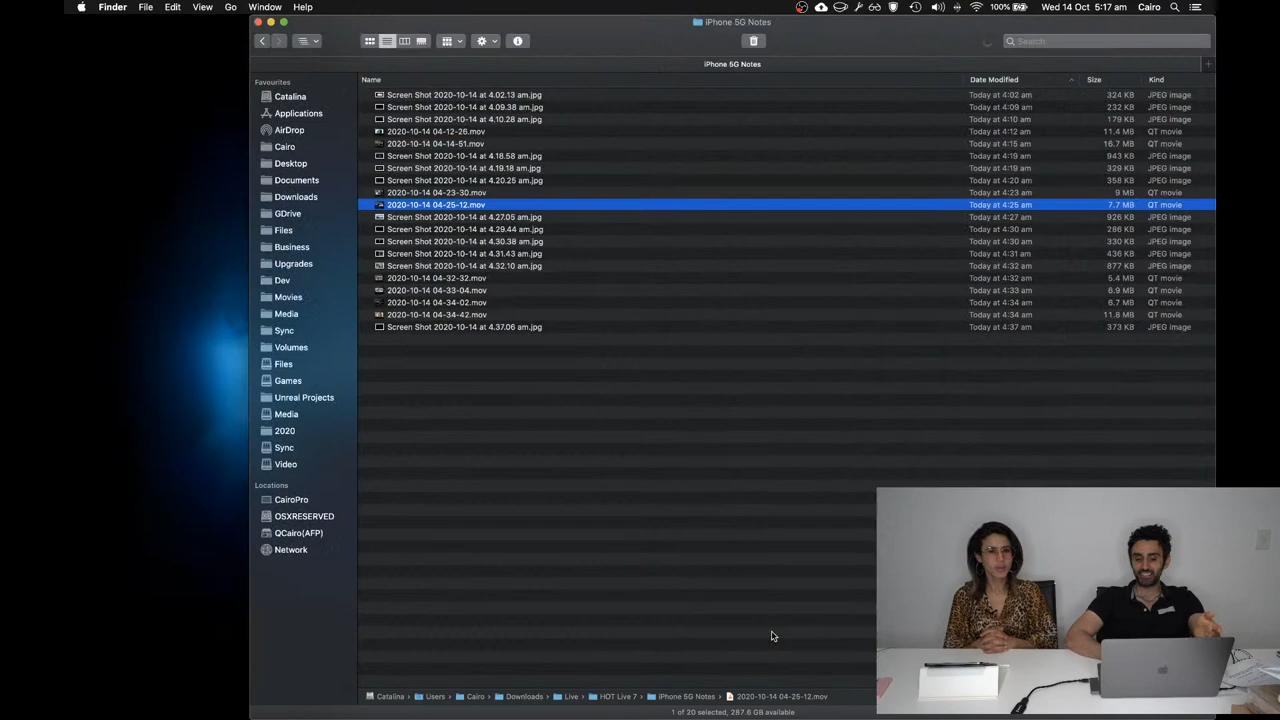 Finder File Edit View Go Window Help 100% Wed 14 Oct 5:17 am Cairo
iPhone 5G Notes
Search
iPhone 5G Notes
Favourites
Catalina
Applications
AirDrop
Cairo
Desktop
Documents
Downloads
GDrive
Files
Business
Upgrades
Dev
Movies
Media
Sync
Volumes
Files
Games
Unreal Projects
Media
2020
Sync
Video
Locations
CairoPro
OSXRESERVED
QCairo(AFP)
Network
Name Date Modified Size Kind
Screen Shot 2020-10-14 at 4.02.13 am.jpg Today at 4:02 am 324 KB JPEG image
Screen Shot 2020-10-14 at 4.09.38 am.jpg Today at 4:09 am 232 KB JPEG image
Screen Shot 2020-10-14 at 4.10.28 am.jpg Today at 4:10 am 179 KB JPEG image
2020-10-14 04-12-26.mov Today at 4:12 am 11.4 MB QT movie
2020-10-14 04-14-51.mov Today at 4:15 am 16.7 MB QT movie
Screen Shot 2020-10-14 at 4.18.58 am.jpg Today at 4:19 am 943 KB JPEG image
Screen Shot 2020-10-14 at 4.19.18 am.jpg Today at 4:19 am 329 KB JPEG image
Screen Shot 2020-10-14 at 4.20.25 am.jpg Today at 4:20 am 358 KB JPEG image
2020-10-14 04-23-30.mov Today at 4:23 am 9 MB QT movie
2020-10-14 04-25-12.mov Today at 4:25 am 7.7 MB QT movie
Screen Shot 2020-10-14 at 4.27.05 am.jpg Today at 4:27 am 926 KB JPEG image
Screen Shot 2020-10-14 at 4.29.44 am.jpg Today at 4:30 am 286 KB JPEG image
Screen Shot 2020-10-14 at 4.30.38 am.jpg Today at 4:30 am 330 KB JPEG image
Screen Shot 2020-10-14 at 4.31.43 am.jpg Today at 4:31 am 436 KB JPEG image
Screen Shot 2020-10-14 at 4.32.10 am.jpg Today at 4:32 am 877 KB JPEG image
2020-10-14 04-32-32.mov Today at 4:32 am 5.4 MB QT movie
2020-10-14 04-33-04.mov Today at 4:33 am 6.9 MB QT movie
2020-10-14 04-34-02.mov Today at 4:34 am 6.7 MB QT movie
2020-10-14 04-34-42.mov Today at 4:34 am 11.8 MB QT movie
Screen Shot 2020-10-14 at 4.37.06 am.jpg Today at 4:37 am 373 KB JPEG image
Catalina › Users › Cairo › Downloads › Live › HOT Live 7 › iPhone 5G Notes › 2020-10-14 04-25-12.mov
1 of 20 selected, 287.6 GB available